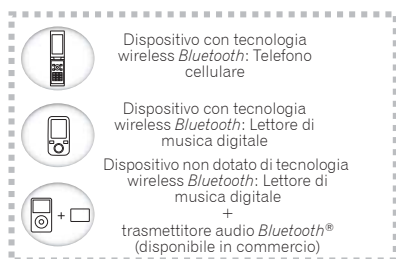 Dispositivo con tecnologia
wireless Bluetooth: Telefono
cellulare
Dispositivo con tecnologia
wireless Bluetooth: Lettore di
musica digitale
Dispositivo non dotato di tecnologia
wireless Bluetooth: Lettore di
musica digitale
+
trasmettitore audio Bluetooth®
(disponibile in commercio)
+